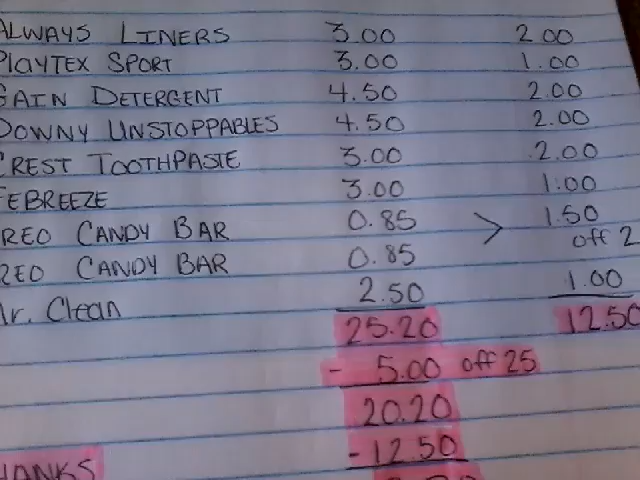 ALWAYS LINERS 3.00 2.00
PLAYTEX SPORT 3.00 1.00
GAIN DETERGENT 4.50 2.00
DOWNY UNSTOPPABLES 4.50 2.00
CREST TOOTHPASTE 3.00 2.00
FEBREEZE 3.00 1.00
OREO CANDY BAR 0.85 > 1.50
off 2
OREO CANDY BAR 0.85
Mr. Clean 2.50 1.00
25.20 12.50
- 5.00 off 25
20.20
-12.50
HANKS